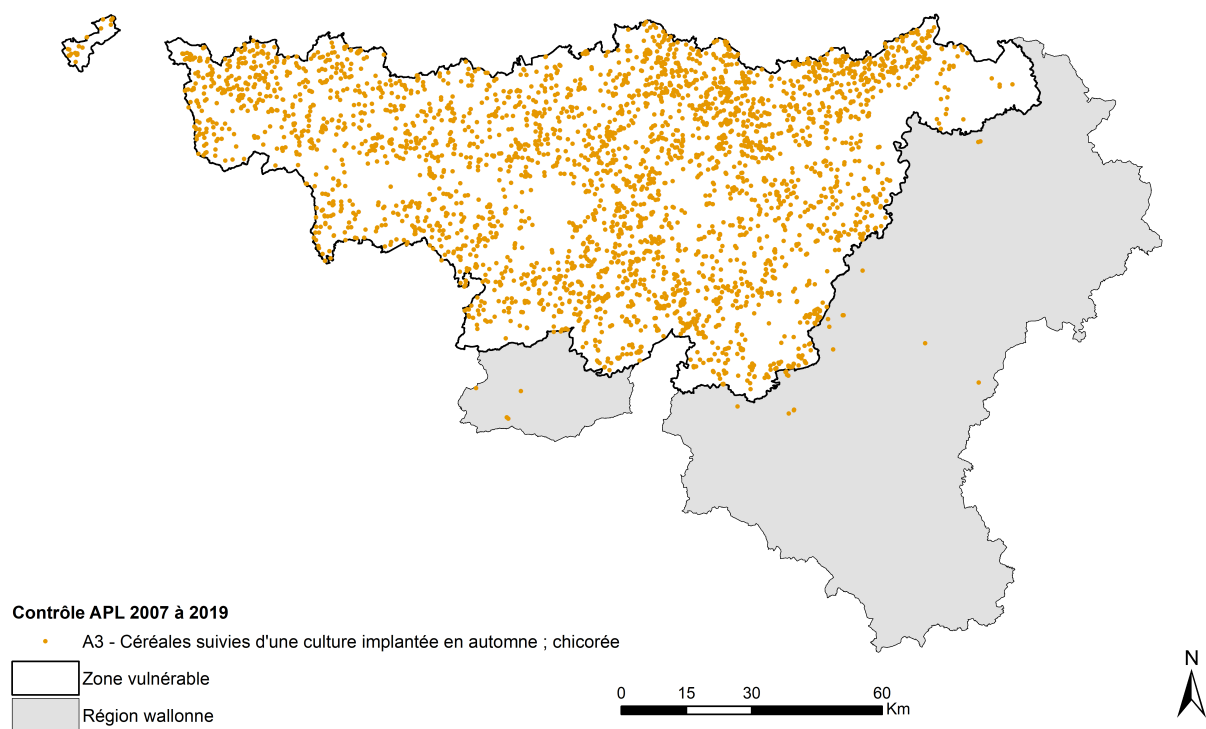 Contrôle APL 2007 à 2019
A3 - Céréales suivies d'une culture implantée en automne ; chicorée
Zone vulnérable
Région wallonne
0 15 30 60
Km
N